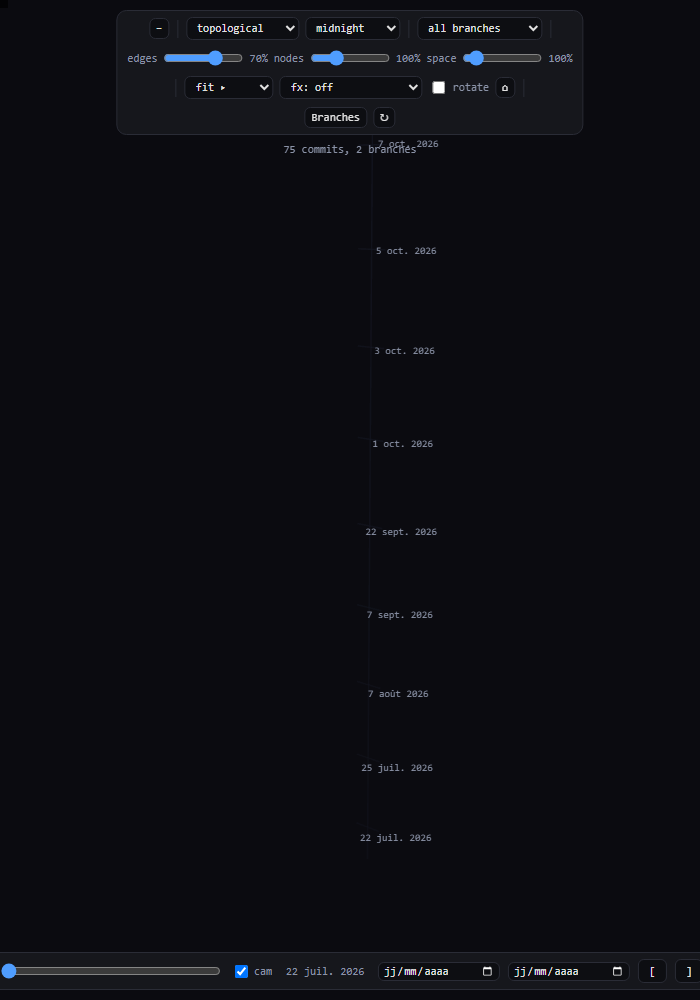 − topological midnight all branches
edges 70% nodes 100% space 100%
fit ▸ fx: off rotate ⌂
Branches ↻
7 oct. 2026
75 commits, 2 branches
5 oct. 2026
3 oct. 2026
1 oct. 2026
22 sept. 2026
7 sept. 2026
7 août 2026
25 juil. 2026
22 juil. 2026
cam 22 juil. 2026 jj/mm/aaaa jj/mm/aaaa [ ]